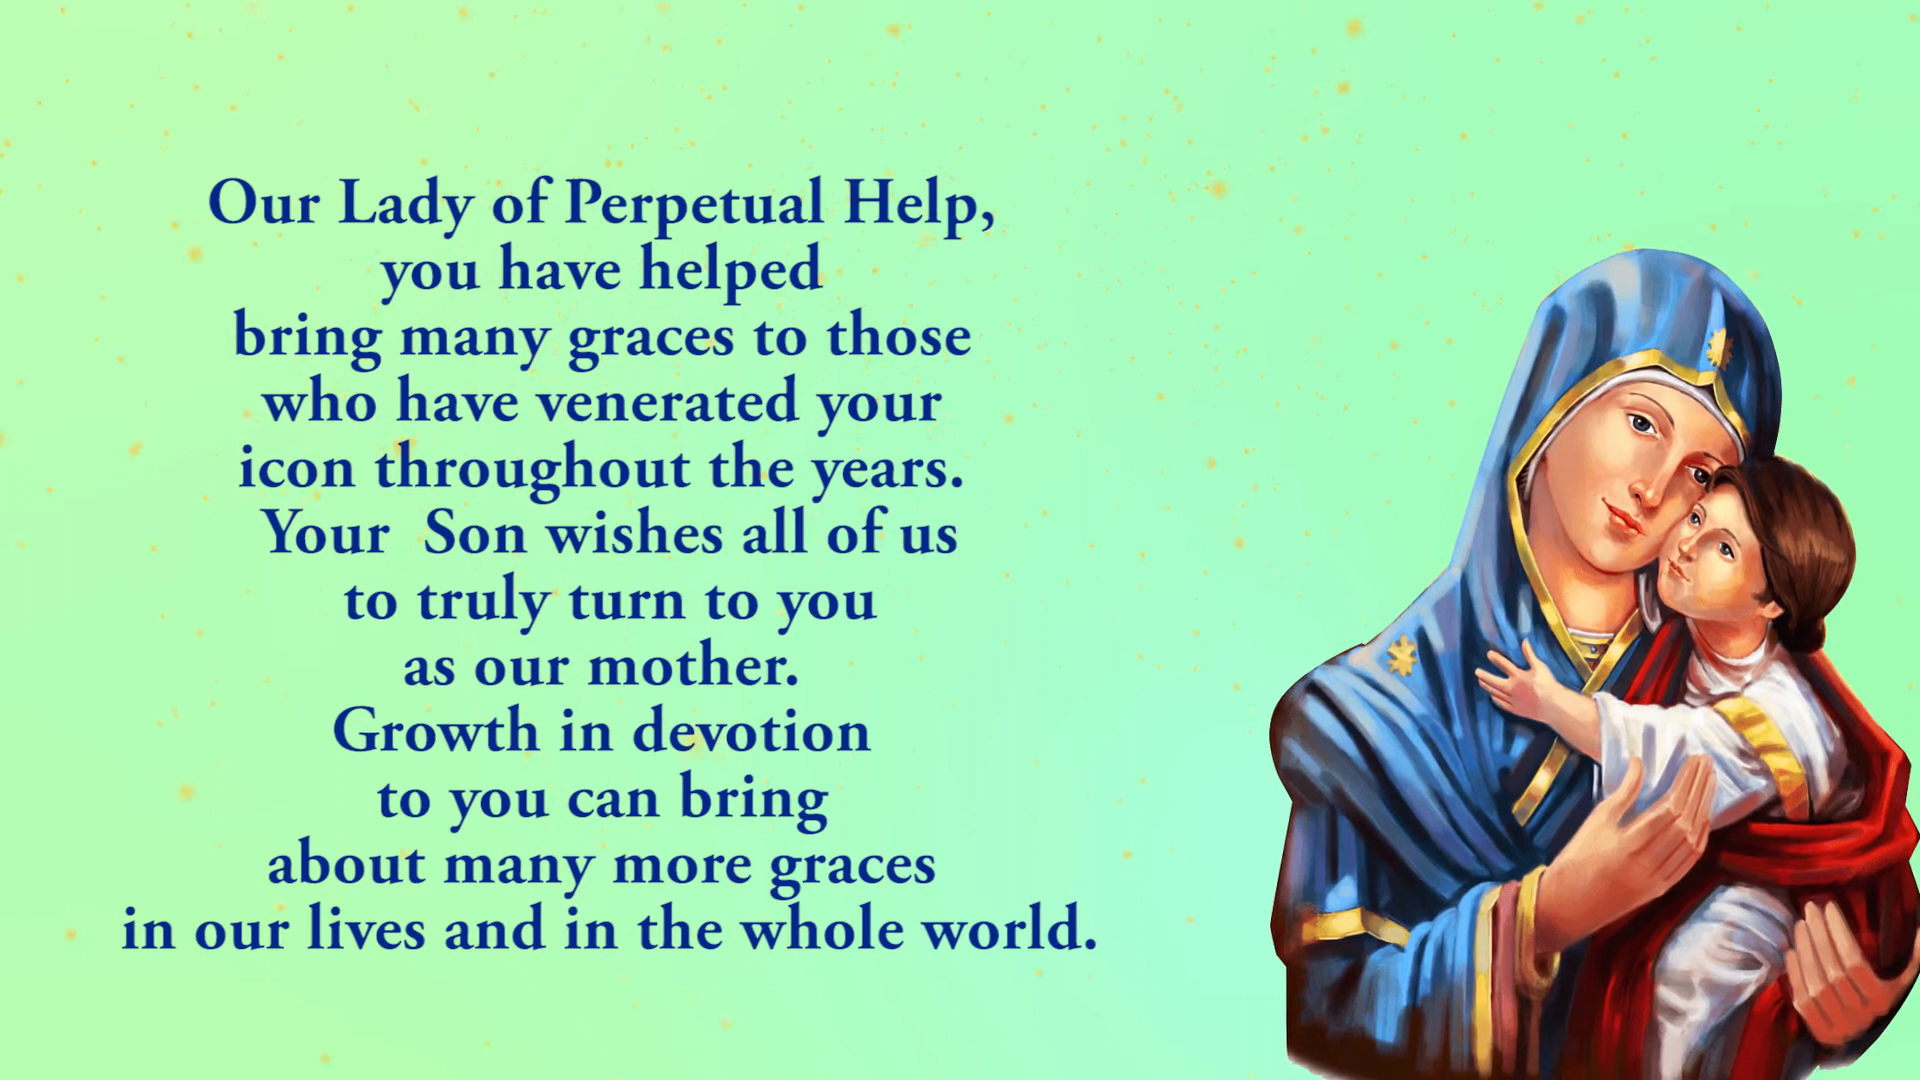 Our Lady of Perpetual Help,
you have helped
bring many graces to those
who have venerated your
icon throughout the years.
Your  Son wishes all of us
to truly turn to you
as our mother.
Growth in devotion
to you can bring
about many more graces
in our lives and in the whole world.